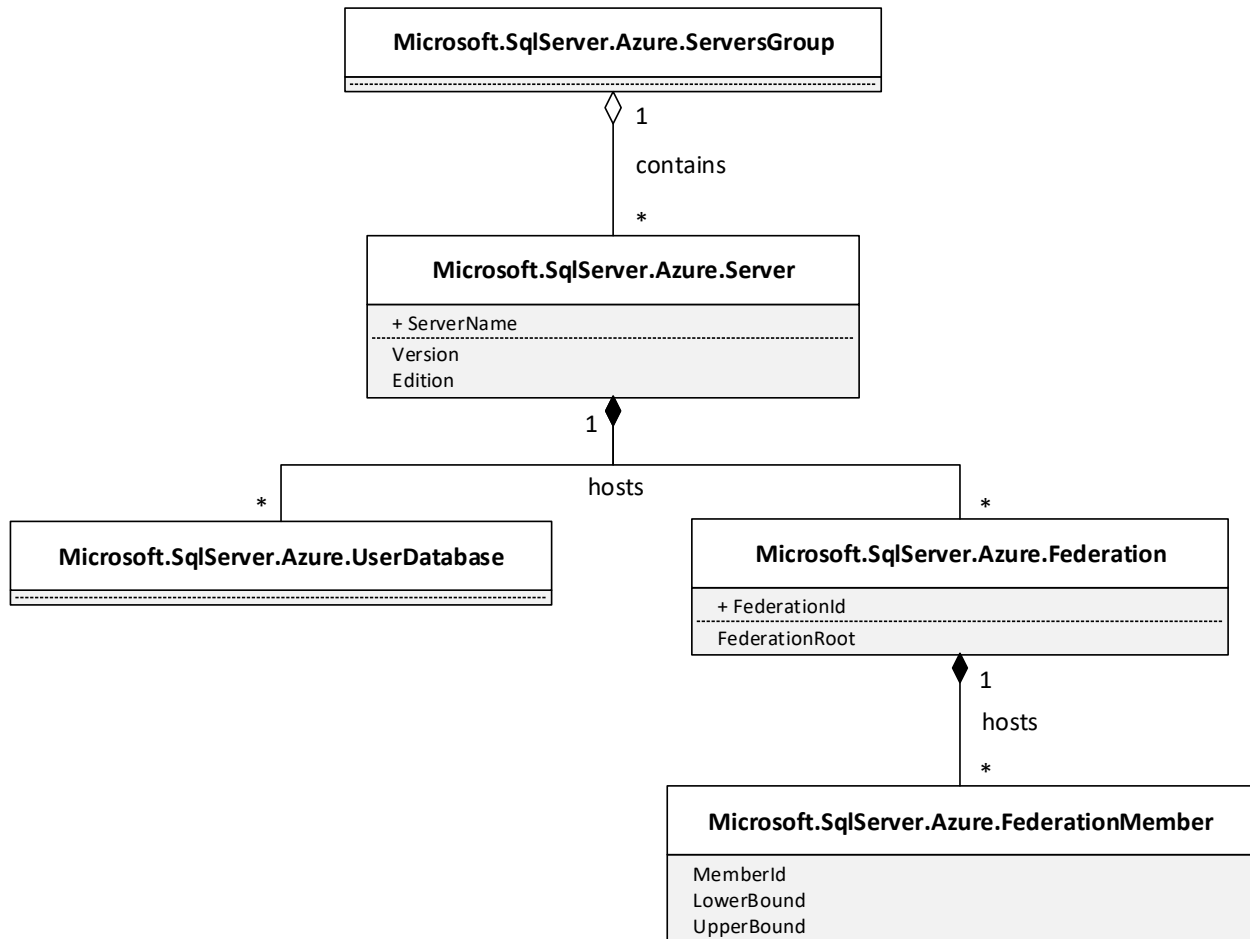 Microsoft.SqlServer.Azure.ServersGroup
1
contains
*
Microsoft.SqlServer.Azure.Server
+ ServerName
Version
Edition
1
hosts
*
*
Microsoft.SqlServer.Azure.UserDatabase
Microsoft.SqlServer.Azure.Federation
+ FederationId
FederationRoot
1
hosts
*
Microsoft.SqlServer.Azure.FederationMember
MemberId
LowerBound
UpperBound